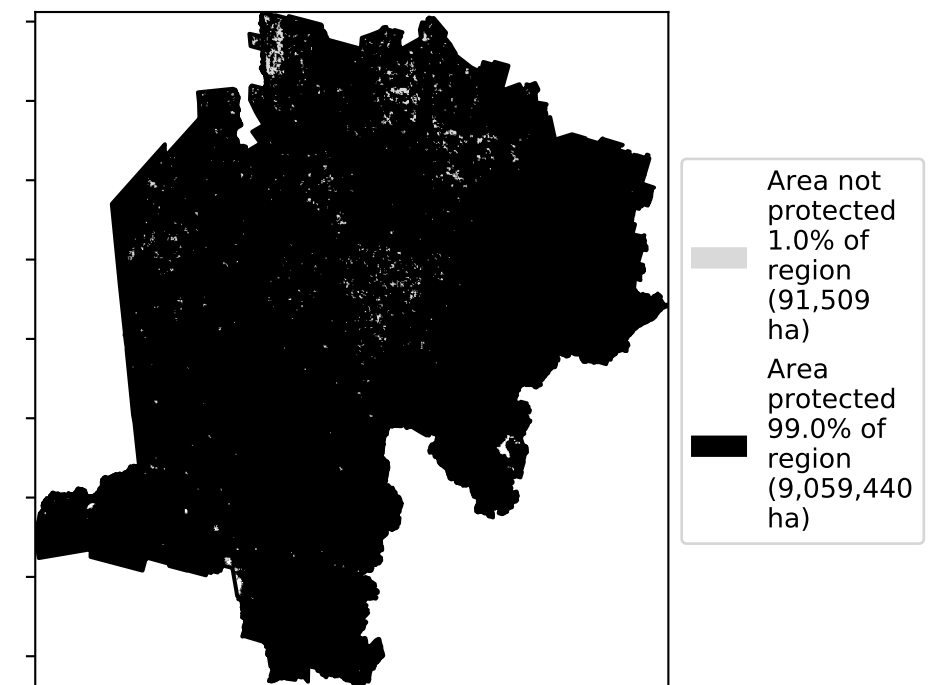 Area not
protected
1.0% of
region
(91,509
ha)
Area
protected
99.0% of
region
(9,059,440
ha)